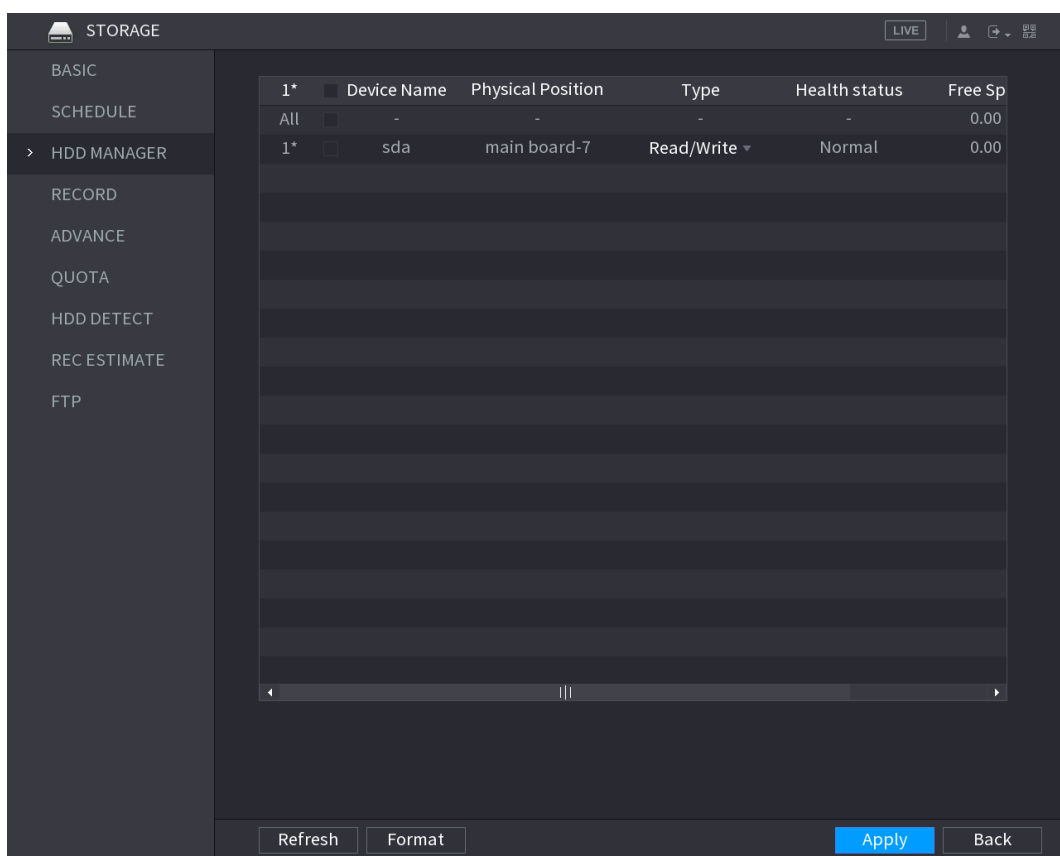 STORAGE LIVE
BASIC
SCHEDULE
> HDD MANAGER
RECORD
ADVANCE
QUOTA
HDD DETECT
REC ESTIMATE
FTP
1* Device Name Physical Position Type Health status Free Sp
All - - - - 0.00
1* sda main board-7 Read/Write Normal 0.00
Refresh Format Apply Back